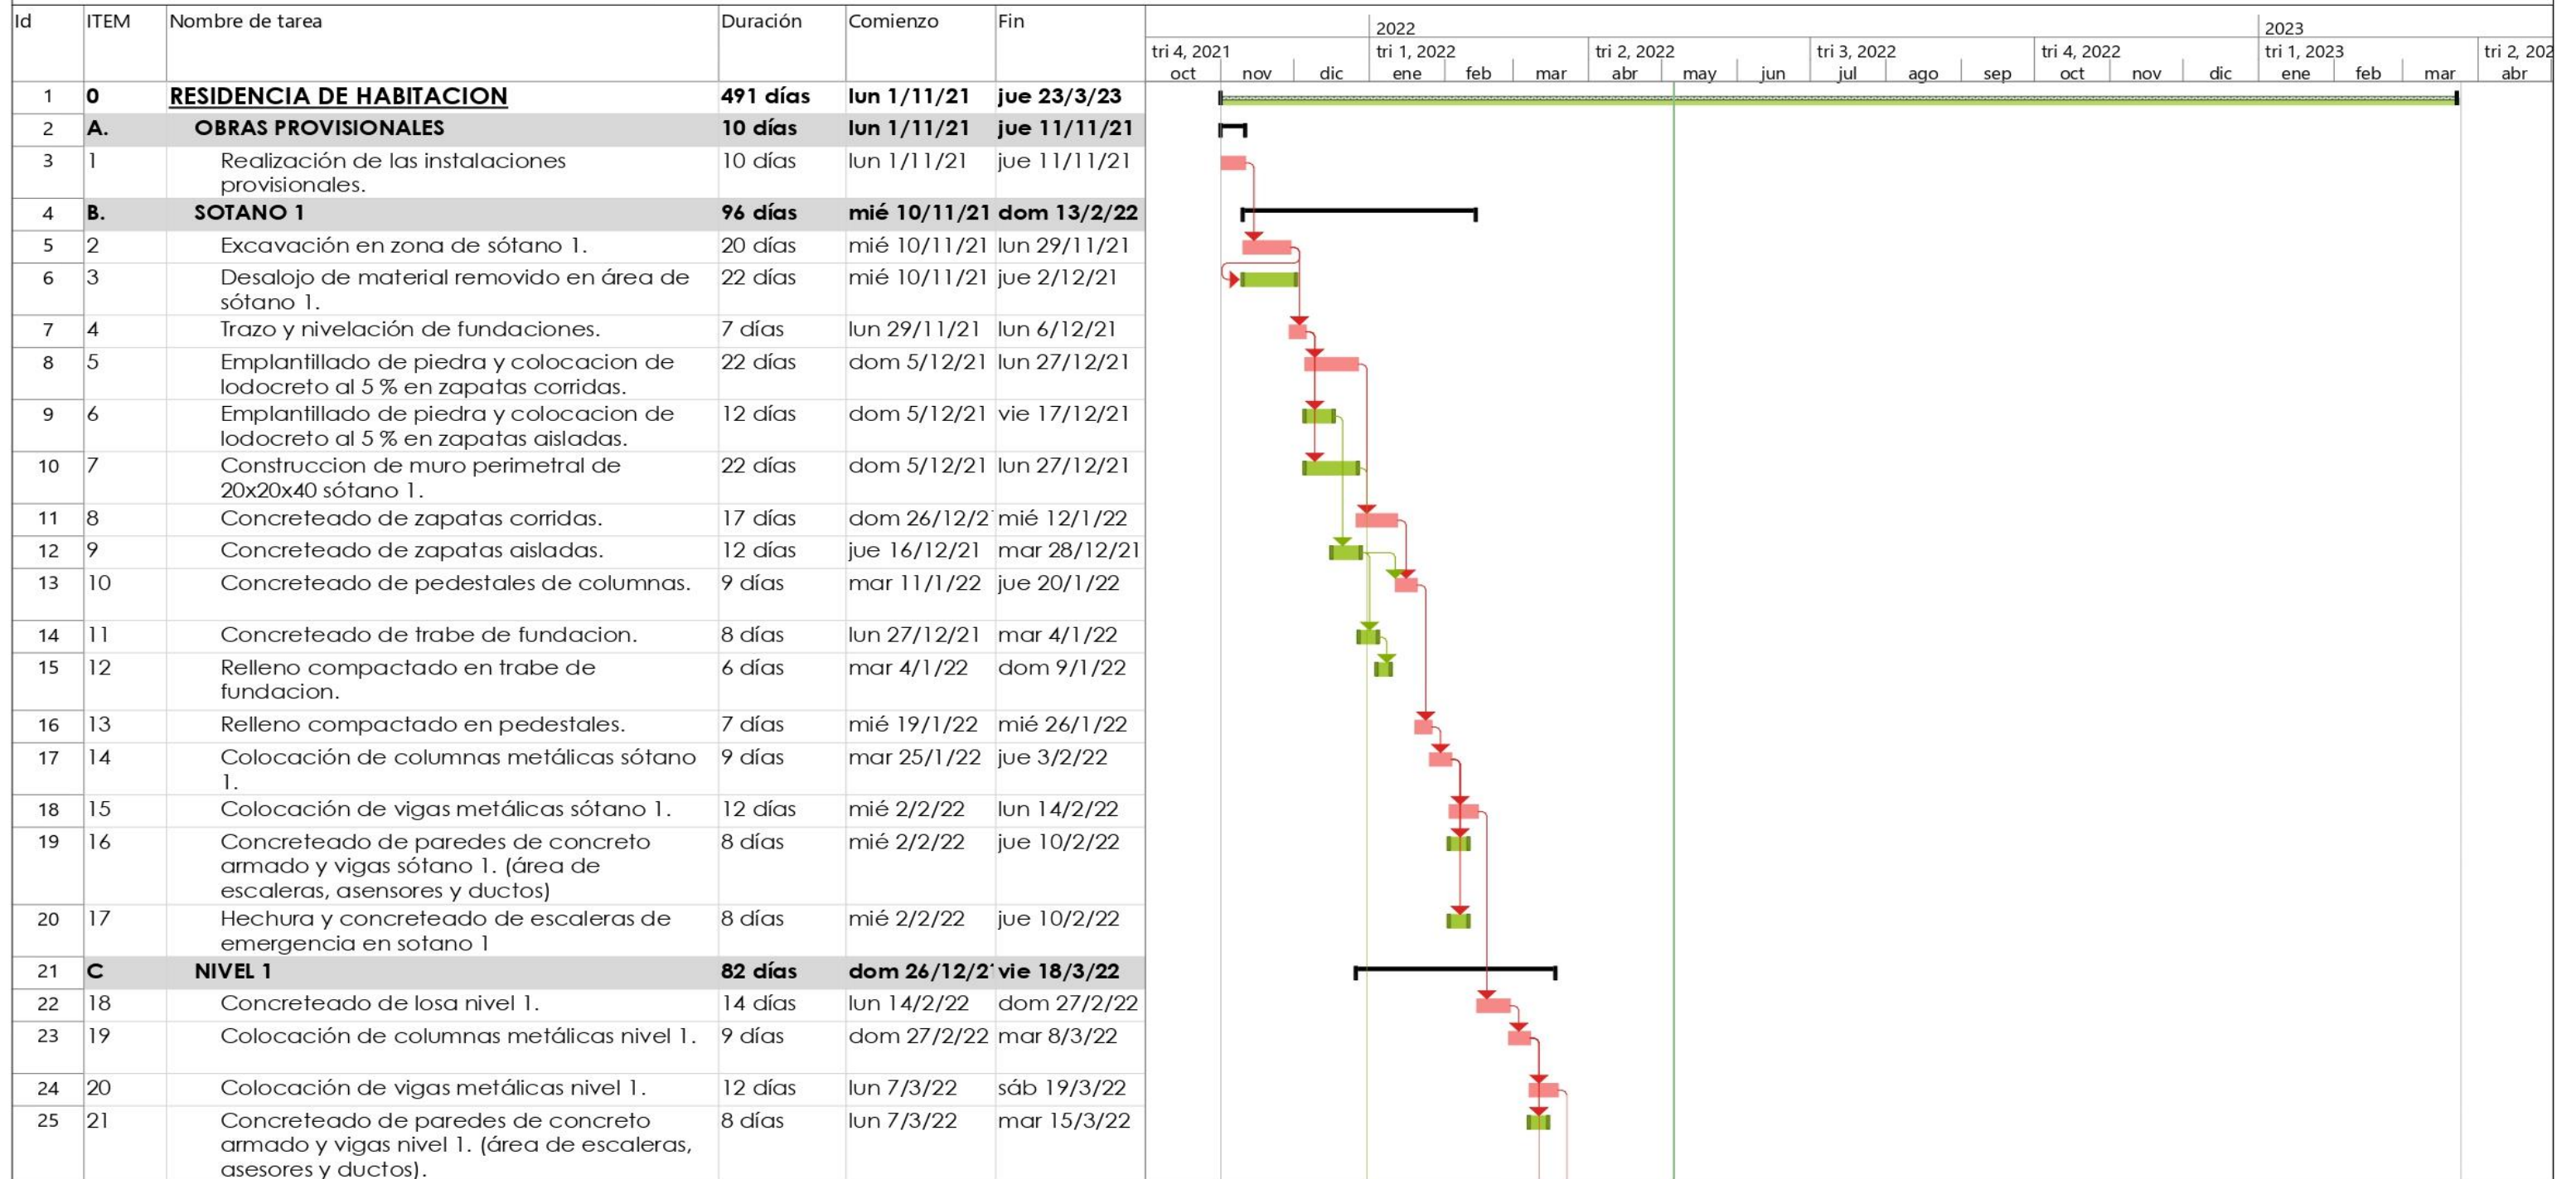 Id ITEM Nombre de tarea Duración Comienzo Fin
2022 2023
tri 4, 2021 tri 1, 2022 tri 2, 2022 tri 3, 2022 tri 4, 2022 tri 1, 2023 tri 2, 202
oct nov dic ene feb mar abr may jun jul ago sep oct nov dic ene feb mar abr
1 0 RESIDENCIA DE HABITACION 491 días lun 1/11/21 jue 23/3/23
2 A. OBRAS PROVISIONALES 10 días lun 1/11/21 jue 11/11/21
3 1 Realización de las instalaciones 10 días lun 1/11/21 jue 11/11/21
provisionales.
4 B. SOTANO 1 96 días mié 10/11/21 dom 13/2/22
5 2 Excavación en zona de sótano 1. 20 días mié 10/11/21 lun 29/11/21
6 3 Desalojo de material removido en área de 22 días mié 10/11/21 jue 2/12/21
sótano 1.
7 4 Trazo y nivelación de fundaciones. 7 días lun 29/11/21 lun 6/12/21
8 5 Emplantillado de piedra y colocacion de 22 días dom 5/12/21 lun 27/12/21
lodocreto al 5 % en zapatas corridas.
9 6 Emplantillado de piedra y colocacion de 12 días dom 5/12/21 vie 17/12/21
lodocreto al 5 % en zapatas aisladas.
10 7 Construccion de muro perimetral de 22 días dom 5/12/21 lun 27/12/21
20x20x40 sótano 1.
11 8 Concreteado de zapatas corridas. 17 días dom 26/12/2 mié 12/1/22
12 9 Concreteado de zapatas aisladas. 12 días jue 16/12/21 mar 28/12/21
13 10 Concreteado de pedestales de columnas. 9 días mar 11/1/22 jue 20/1/22
14 11 Concreteado de trabe de fundacion. 8 días lun 27/12/21 mar 4/1/22
15 12 Relleno compactado en trabe de 6 días mar 4/1/22 dom 9/1/22
fundacion.
16 13 Relleno compactado en pedestales. 7 días mié 19/1/22 mié 26/1/22
17 14 Colocación de columnas metálicas sótano 9 días mar 25/1/22 jue 3/2/22
1.
18 15 Colocación de vigas metálicas sótano 1. 12 días mié 2/2/22 lun 14/2/22
19 16 Concreteado de paredes de concreto 8 días mié 2/2/22 jue 10/2/22
armado y vigas sótano 1. (área de
escaleras, asensores y ductos)
20 17 Hechura y concreteado de escaleras de 8 días mié 2/2/22 jue 10/2/22
emergencia en sotano 1
21 C NIVEL 1 82 días dom 26/12/2 vie 18/3/22
22 18 Concreteado de losa nivel 1. 14 días lun 14/2/22 dom 27/2/22
23 19 Colocación de columnas metálicas nivel 1. 9 días dom 27/2/22 mar 8/3/22
24 20 Colocación de vigas metálicas nivel 1. 12 días lun 7/3/22 sáb 19/3/22
25 21 Concreteado de paredes de concreto 8 días lun 7/3/22 mar 15/3/22
armado y vigas nivel 1. (área de escaleras,
asesores y ductos).